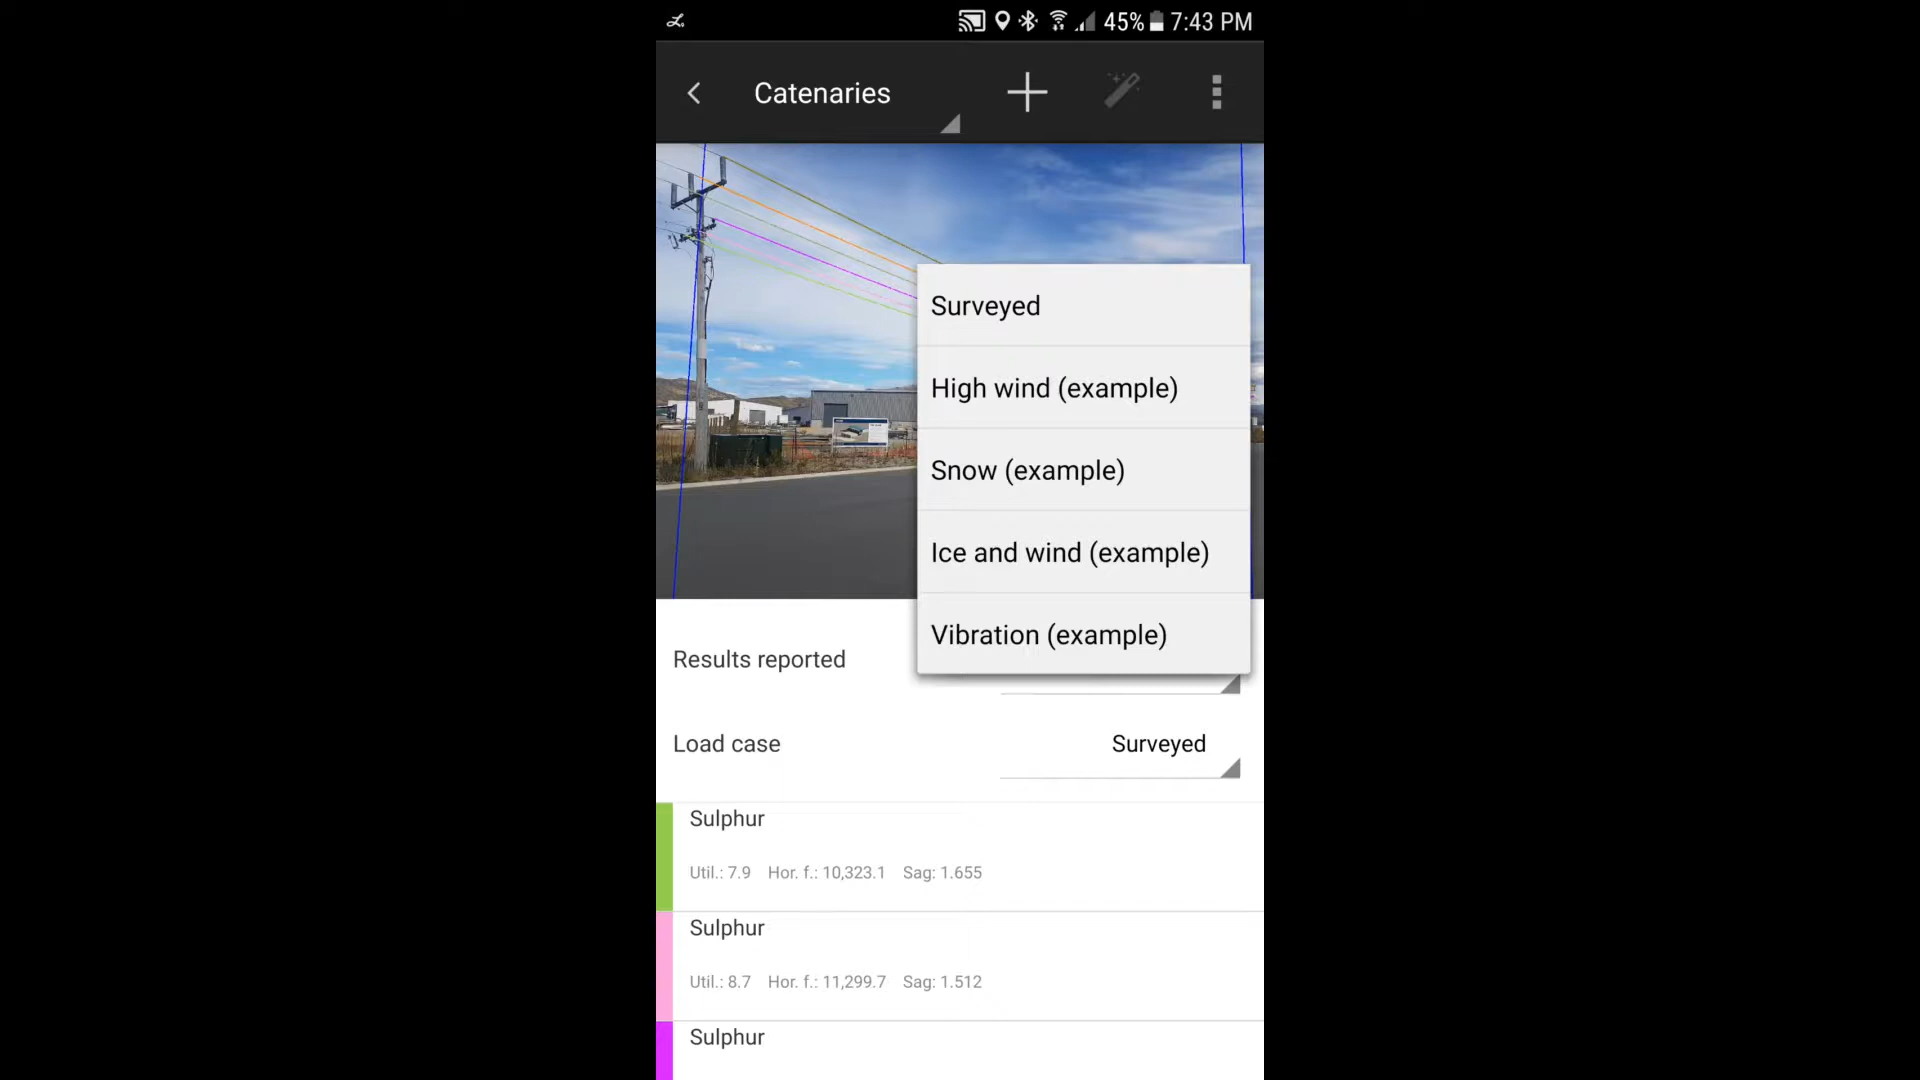 45% 7:43 PM
Catenaries
Surveyed
High wind (example)
Snow (example)
Ice and wind (example)
Vibration (example)
Results reported
Load case Surveyed
Sulphur
Util.: 7.9 Hor. f.: 10,323.1 Sag: 1.655
Sulphur
Util.: 8.7 Hor. f.: 11,299.7 Sag: 1.512
Sulphur